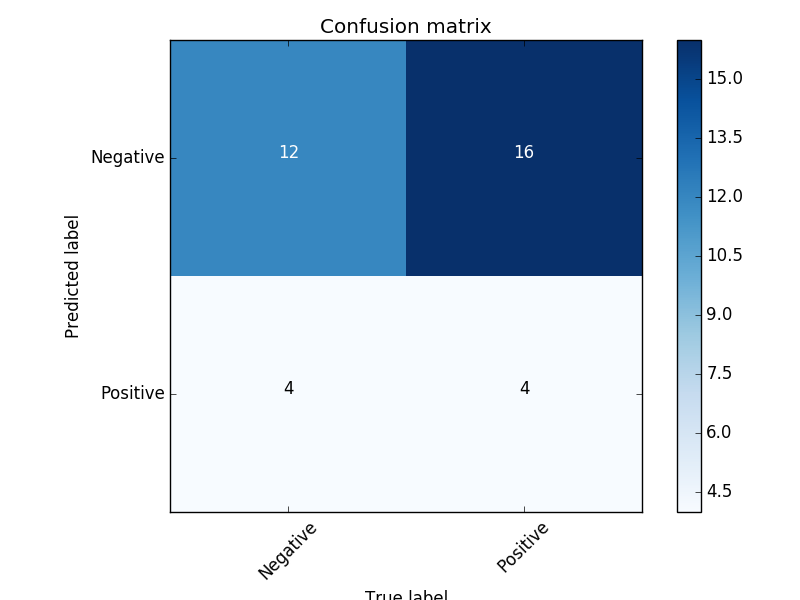 Confusion matrix
Predicted label
Negative
12
16
Positive
4
4
Negative
Positive
True label
15.0
13.5
12.0
10.5
9.0
7.5
6.0
4.5